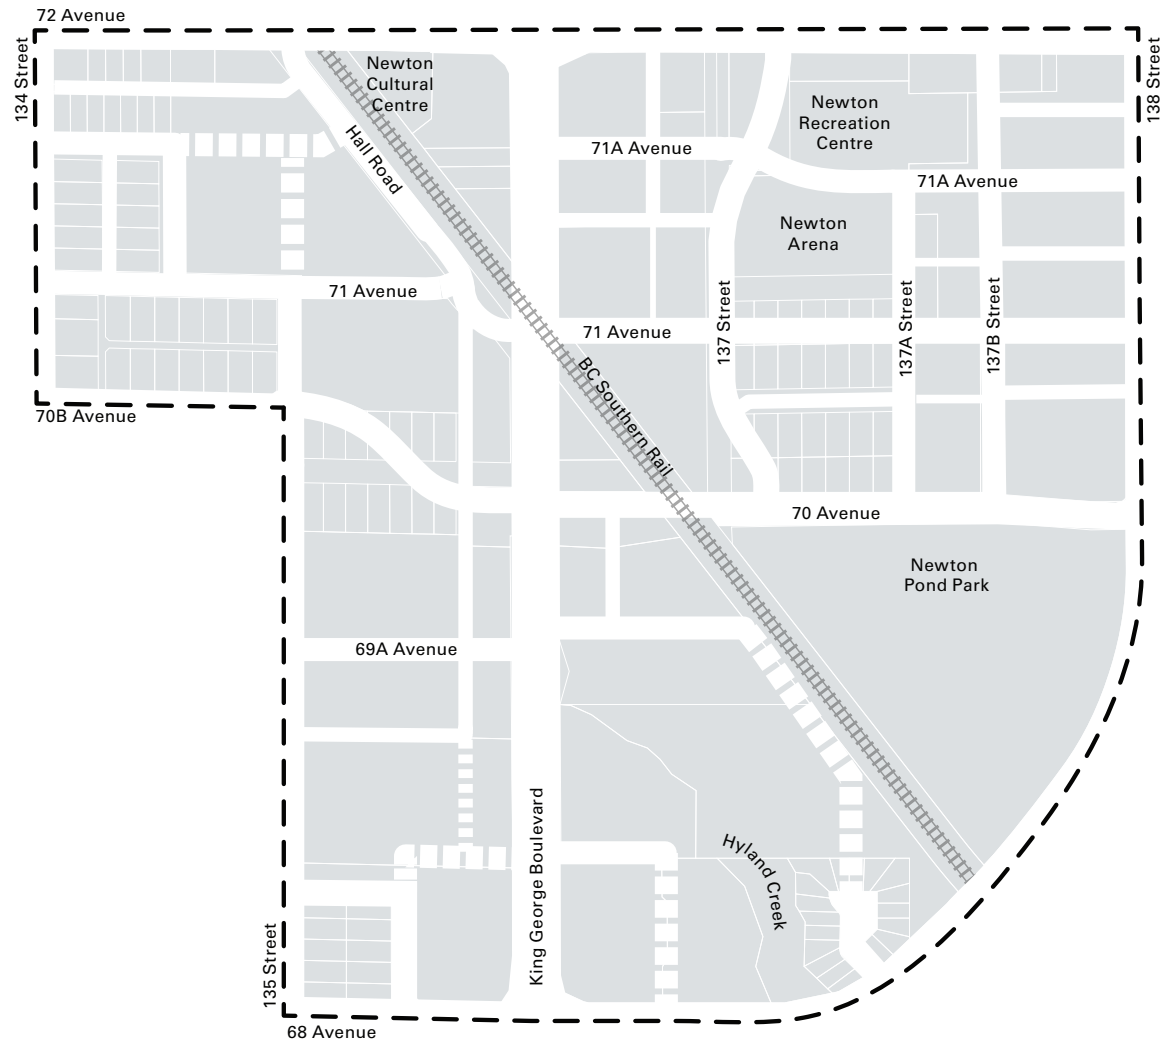 72 Avenue
134 Street
138 Street
Newton
Cultural
Centre
Hall Road
Newton
Recreation
Centre
71A Avenue
71A Avenue
Newton
Arena
71 Avenue
71 Avenue
137 Street
137A Street
137B Street
BC Southern Rail
70B Avenue
70 Avenue
Newton
Pond Park
69A Avenue
King George Boulevard
Hyland Creek
135 Street
68 Avenue